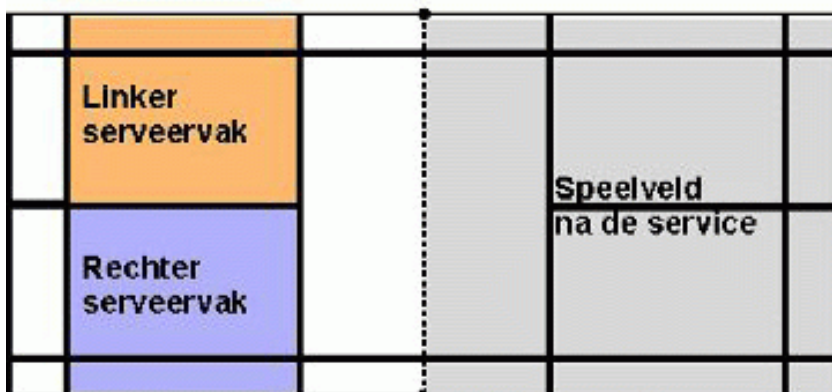 Linker
serveervak
Speelveld
na de service
Rechter
serveervak